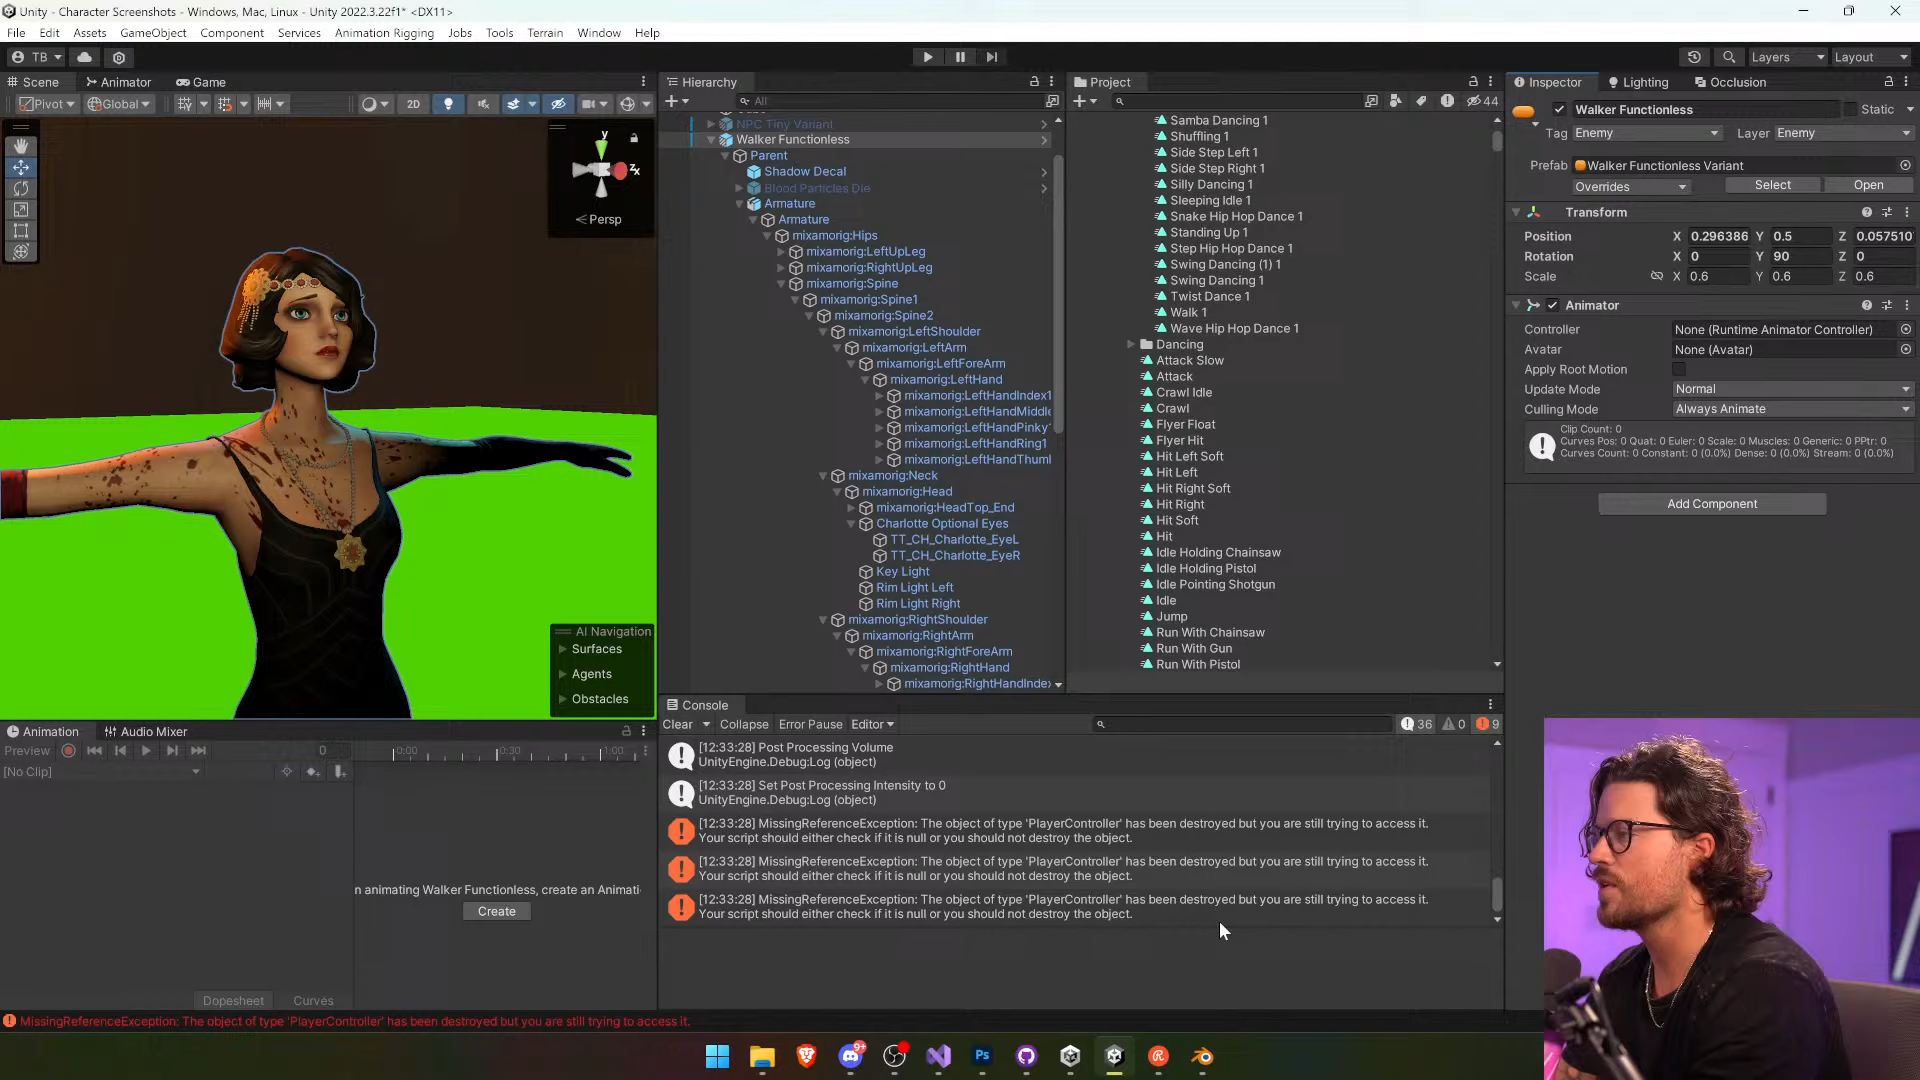 Unity - Character Screenshots - Windows, Mac, Linux - Unity 2022.3.22f1* <DX11>
File Edit Assets GameObject Component Services Animation Rigging Jobs Tools Terrain Window Help
TB
Layers
Layout
Scene
Animator
Game
Pivot
Global
2D
y
z
x
Persp
AI Navigation
Surfaces
Agents
Obstacles
Hierarchy
All
NPC Tiny Variant
Walker Functionless
Parent
Shadow Decal
Blood Particles Die
Armature
Armature
mixamorig:Hips
mixamorig:LeftUpLeg
mixamorig:RightUpLeg
mixamorig:Spine
mixamorig:Spine1
mixamorig:Spine2
mixamorig:LeftShoulder
mixamorig:LeftArm
mixamorig:LeftForeArm
mixamorig:LeftHand
mixamorig:LeftHandIndex1
mixamorig:LeftHandMiddle
mixamorig:LeftHandPinky
mixamorig:LeftHandRing1
mixamorig:LeftHandThum
mixamorig:Neck
mixamorig:Head
mixamorig:HeadTop_End
Charlotte Optional Eyes
TT_CH_Charlotte_EyeL
TT_CH_Charlotte_EyeR
Key Light
Rim Light Left
Rim Light Right
mixamorig:RightShoulder
mixamorig:RightArm
mixamorig:RightForeArm
mixamorig:RightHand
mixamorig:RightHandIndex
Project
44
Samba Dancing 1
Shuffling 1
Side Step Left 1
Side Step Right 1
Silly Dancing 1
Sleeping Idle 1
Snake Hip Hop Dance 1
Standing Up 1
Step Hip Hop Dance 1
Swing Dancing (1) 1
Swing Dancing 1
Twist Dance 1
Walk 1
Wave Hip Hop Dance 1
Dancing
Attack Slow
Attack
Crawl Idle
Crawl
Flyer Float
Flyer Hit
Hit Left Soft
Hit Left
Hit Right Soft
Hit Right
Hit Soft
Hit
Idle Holding Chainsaw
Idle Holding Pistol
Idle Pointing Shotgun
Idle
Jump
Run With Chainsaw
Run With Gun
Run With Pistol
Inspector
Lighting
Occlusion
Walker Functionless
Static
Tag Enemy Layer Enemy
Prefab Walker Functionless Variant
Overrides Select Open
Transform
Position X 0.296386 Y 0.5 Z 0.057510
Rotation X 0 Y 90 Z 0
Scale X 0.6 Y 0.6 Z 0.6
Animator
Controller None (Runtime Animator Controller)
Avatar None (Avatar)
Apply Root Motion
Update Mode Normal
Culling Mode Always Animate
Clip Count: 0
Curves Pos: 0 Quat: 0 Euler: 0 Scale: 0 Muscles: 0 Generic: 0 PPtr: 0
Curves Count: 0 Constant: 0 (0.0%) Dense: 0 (0.0%) Stream: 0 (0.0%)
Add Component
Animation
Audio Mixer
Preview
0
0:00
0:30
1:00
[No Clip]
n animating Walker Functionless, create an Animati
Create
Dopesheet
Curves
Console
Clear Collapse Error Pause Editor
36 0 9
[12:33:28] Post Processing Volume
UnityEngine.Debug:Log (object)
[12:33:28] Set Post Processing Intensity to 0
UnityEngine.Debug:Log (object)
[12:33:28] MissingReferenceException: The object of type 'PlayerController' has been destroyed but you are still trying to access it.
Your script should either check if it is null or you should not destroy the object.
[12:33:28] MissingReferenceException: The object of type 'PlayerController' has been destroyed but you are still trying to access it.
Your script should either check if it is null or you should not destroy the object.
[12:33:28] MissingReferenceException: The object of type 'PlayerController' has been destroyed but you are still trying to access it.
Your script should either check if it is null or you should not destroy the object.
MissingReferenceException: The object of type 'PlayerController' has been destroyed but you are still trying to access it.
9+
Ps